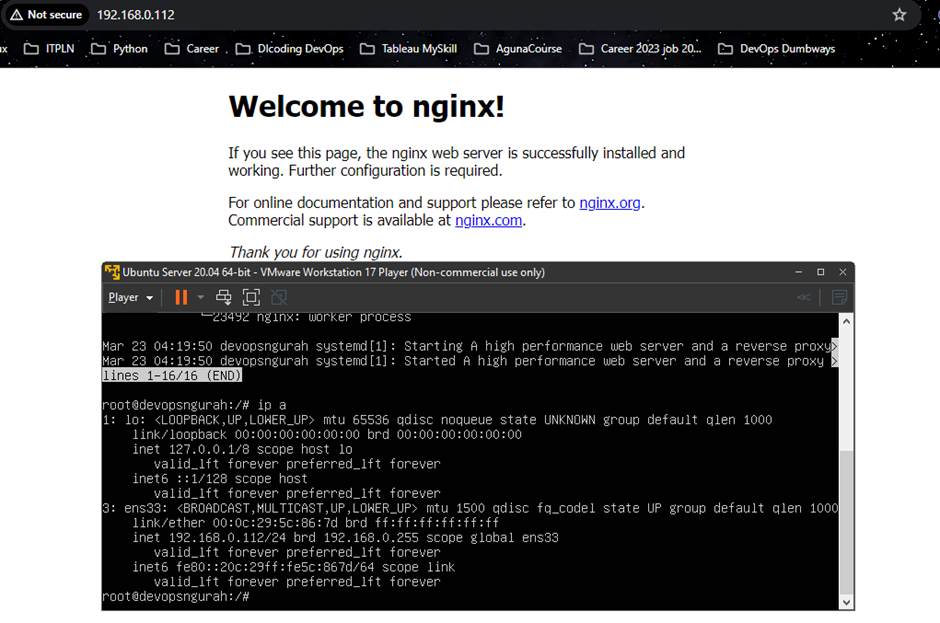 Not secure 192.168.0.112
ux ITPLN Python Career DIcoding DevOps Tableau MySkill AgunaCourse Career 2023 job 20... DevOps Dumbways
Welcome to nginx!
If you see this page, the nginx web server is successfully installed and
working. Further configuration is required.
For online documentation and support please refer to nginx.org.
Commercial support is available at nginx.com.
Thank you for using nginx.
Ubuntu Server 20.04 64-bit - VMware Workstation 17 Player (Non-commercial use only)
Player
└─23492 nginx: worker process
Mar 23 04:19:50 devopsngurah systemd[1]: Starting A high performance web server and a reverse proxy>
Mar 23 04:19:50 devopsngurah systemd[1]: Started A high performance web server and a reverse proxy >
lines 1-16/16 (END)
root@devopsngurah:/# ip a
1: lo: <LOOPBACK,UP,LOWER_UP> mtu 65536 qdisc noqueue state UNKNOWN group default qlen 1000
link/loopback 00:00:00:00:00:00 brd 00:00:00:00:00:00
inet 127.0.0.1/8 scope host lo
valid_lft forever preferred_lft forever
inet6 ::1/128 scope host
valid_lft forever preferred_lft forever
3: ens33: <BROADCAST,MULTICAST,UP,LOWER_UP> mtu 1500 qdisc fq_codel state UP group default qlen 1000
link/ether 00:0c:29:5c:86:7d brd ff:ff:ff:ff:ff:ff
inet 192.168.0.112/24 brd 192.168.0.255 scope global ens33
valid_lft forever preferred_lft forever
inet6 fe80::20c:29ff:fe5c:867d/64 scope link
valid_lft forever preferred_lft forever
root@devopsngurah:/#